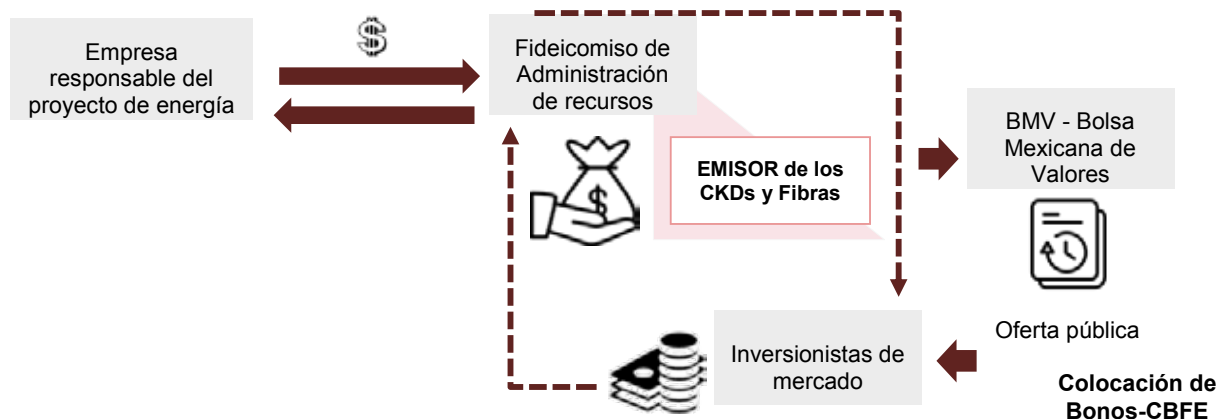 Empresa
responsable del
proyecto de energía
$
Fideicomiso de
Administración
de recursos
$
EMISOR de los
CKDs y Fibras
BMV - Bolsa
Mexicana de
Valores
Oferta pública
Inversionistas de
mercado
Colocación de
Bonos-CBFE